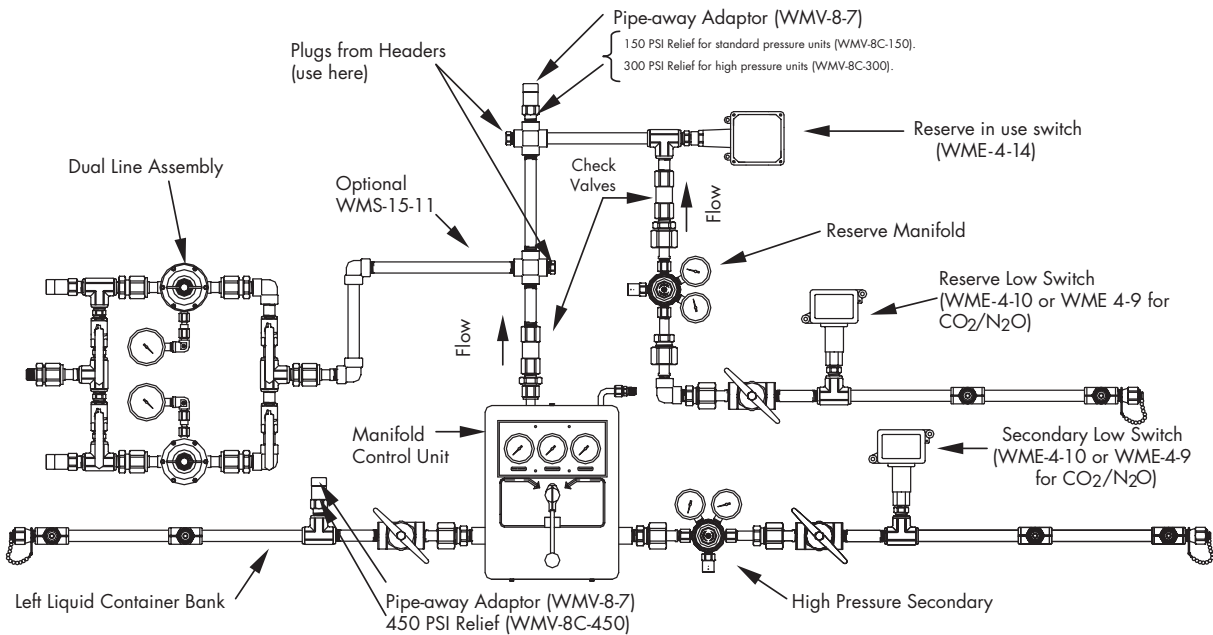 Pipe-away Adaptor (WMV-8-7)
150 PSI Relief for standard pressure units (WMV-8C-150).
300 PSI Relief for high pressure units (WMV-8C-300).
Plugs from Headers
(use here)
Reserve in use switch
(WME-4-14)
Dual Line Assembly
Optional
WMS-15-11
Check
Valves
Flow
Reserve Manifold
Reserve Low Switch
(WME-4-10 or WME 4-9 for
CO2/N2O)
Flow
Manifold
Control Unit
Secondary Low Switch
(WME-4-10 or WME-4-9
for CO2/N2O)
Left Liquid Container Bank
Pipe-away Adaptor (WMV-8-7)
450 PSI Relief (WMV-8C-450)
High Pressure Secondary